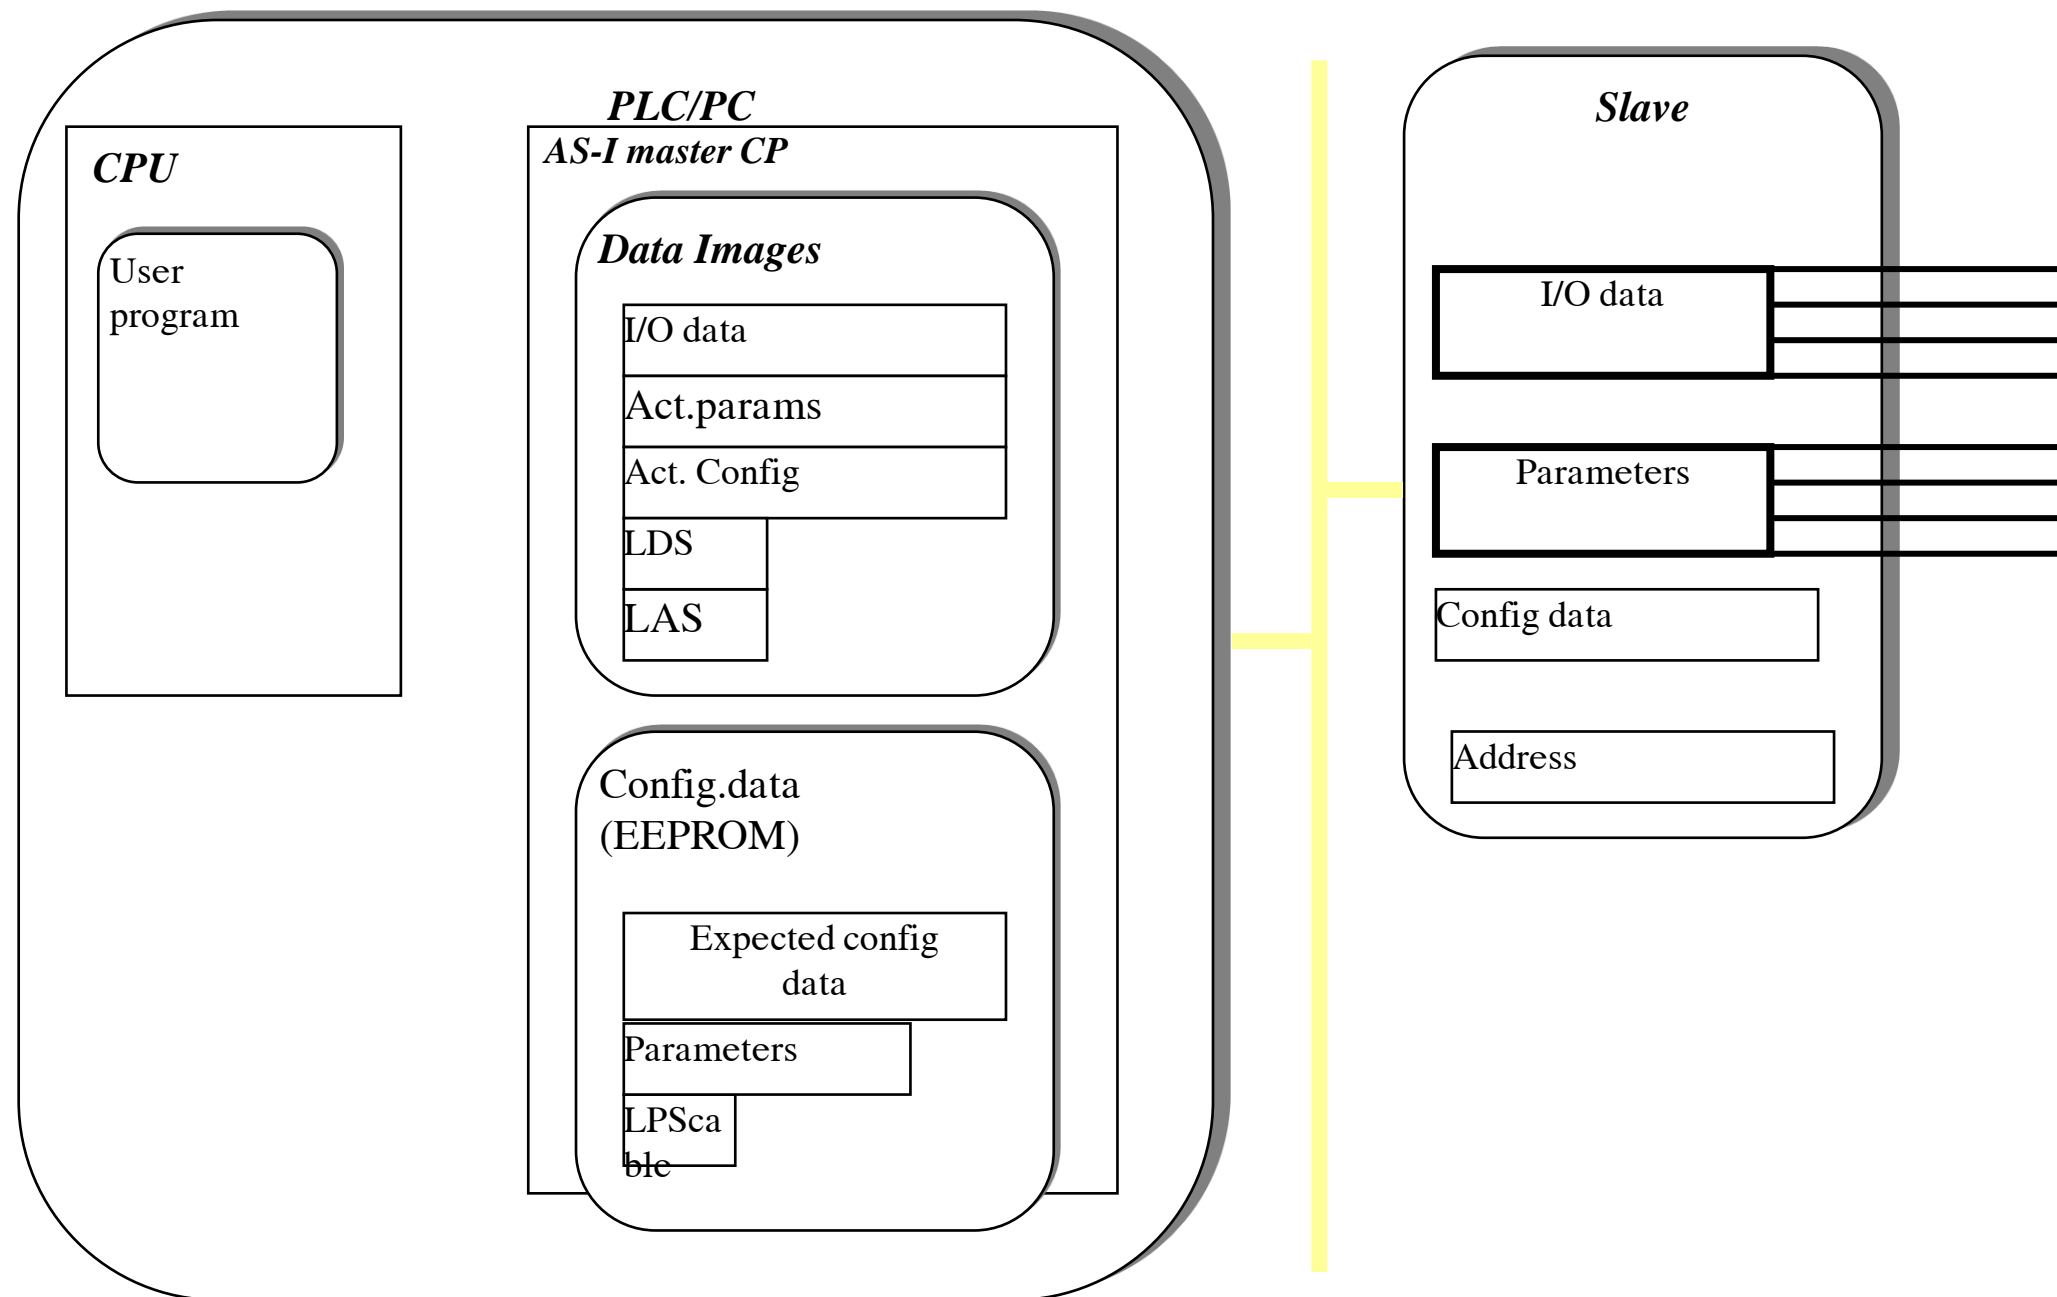 PLC/PC
CPU
User
program
AS-I master CP
Data Images
I/O data
Act.params
Act. Config
LDS
LAS
Config.data
(EEPROM)
Expected config
data
Parameters
LPSca
ble
Slave
I/O data
Parameters
Config data
Address